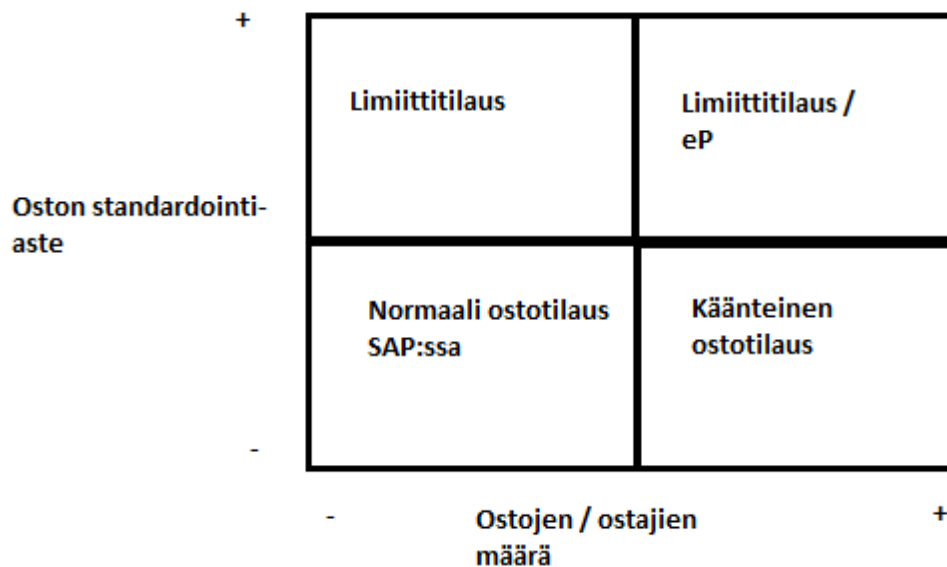 +
Limiittitilaus
Limiittitilaus /
eP
Oston standardointi-
aste
Normaali ostotilaus
SAP:ssa
Käänteinen
ostotilaus
-
-
Ostojen / ostajien
määrä
+